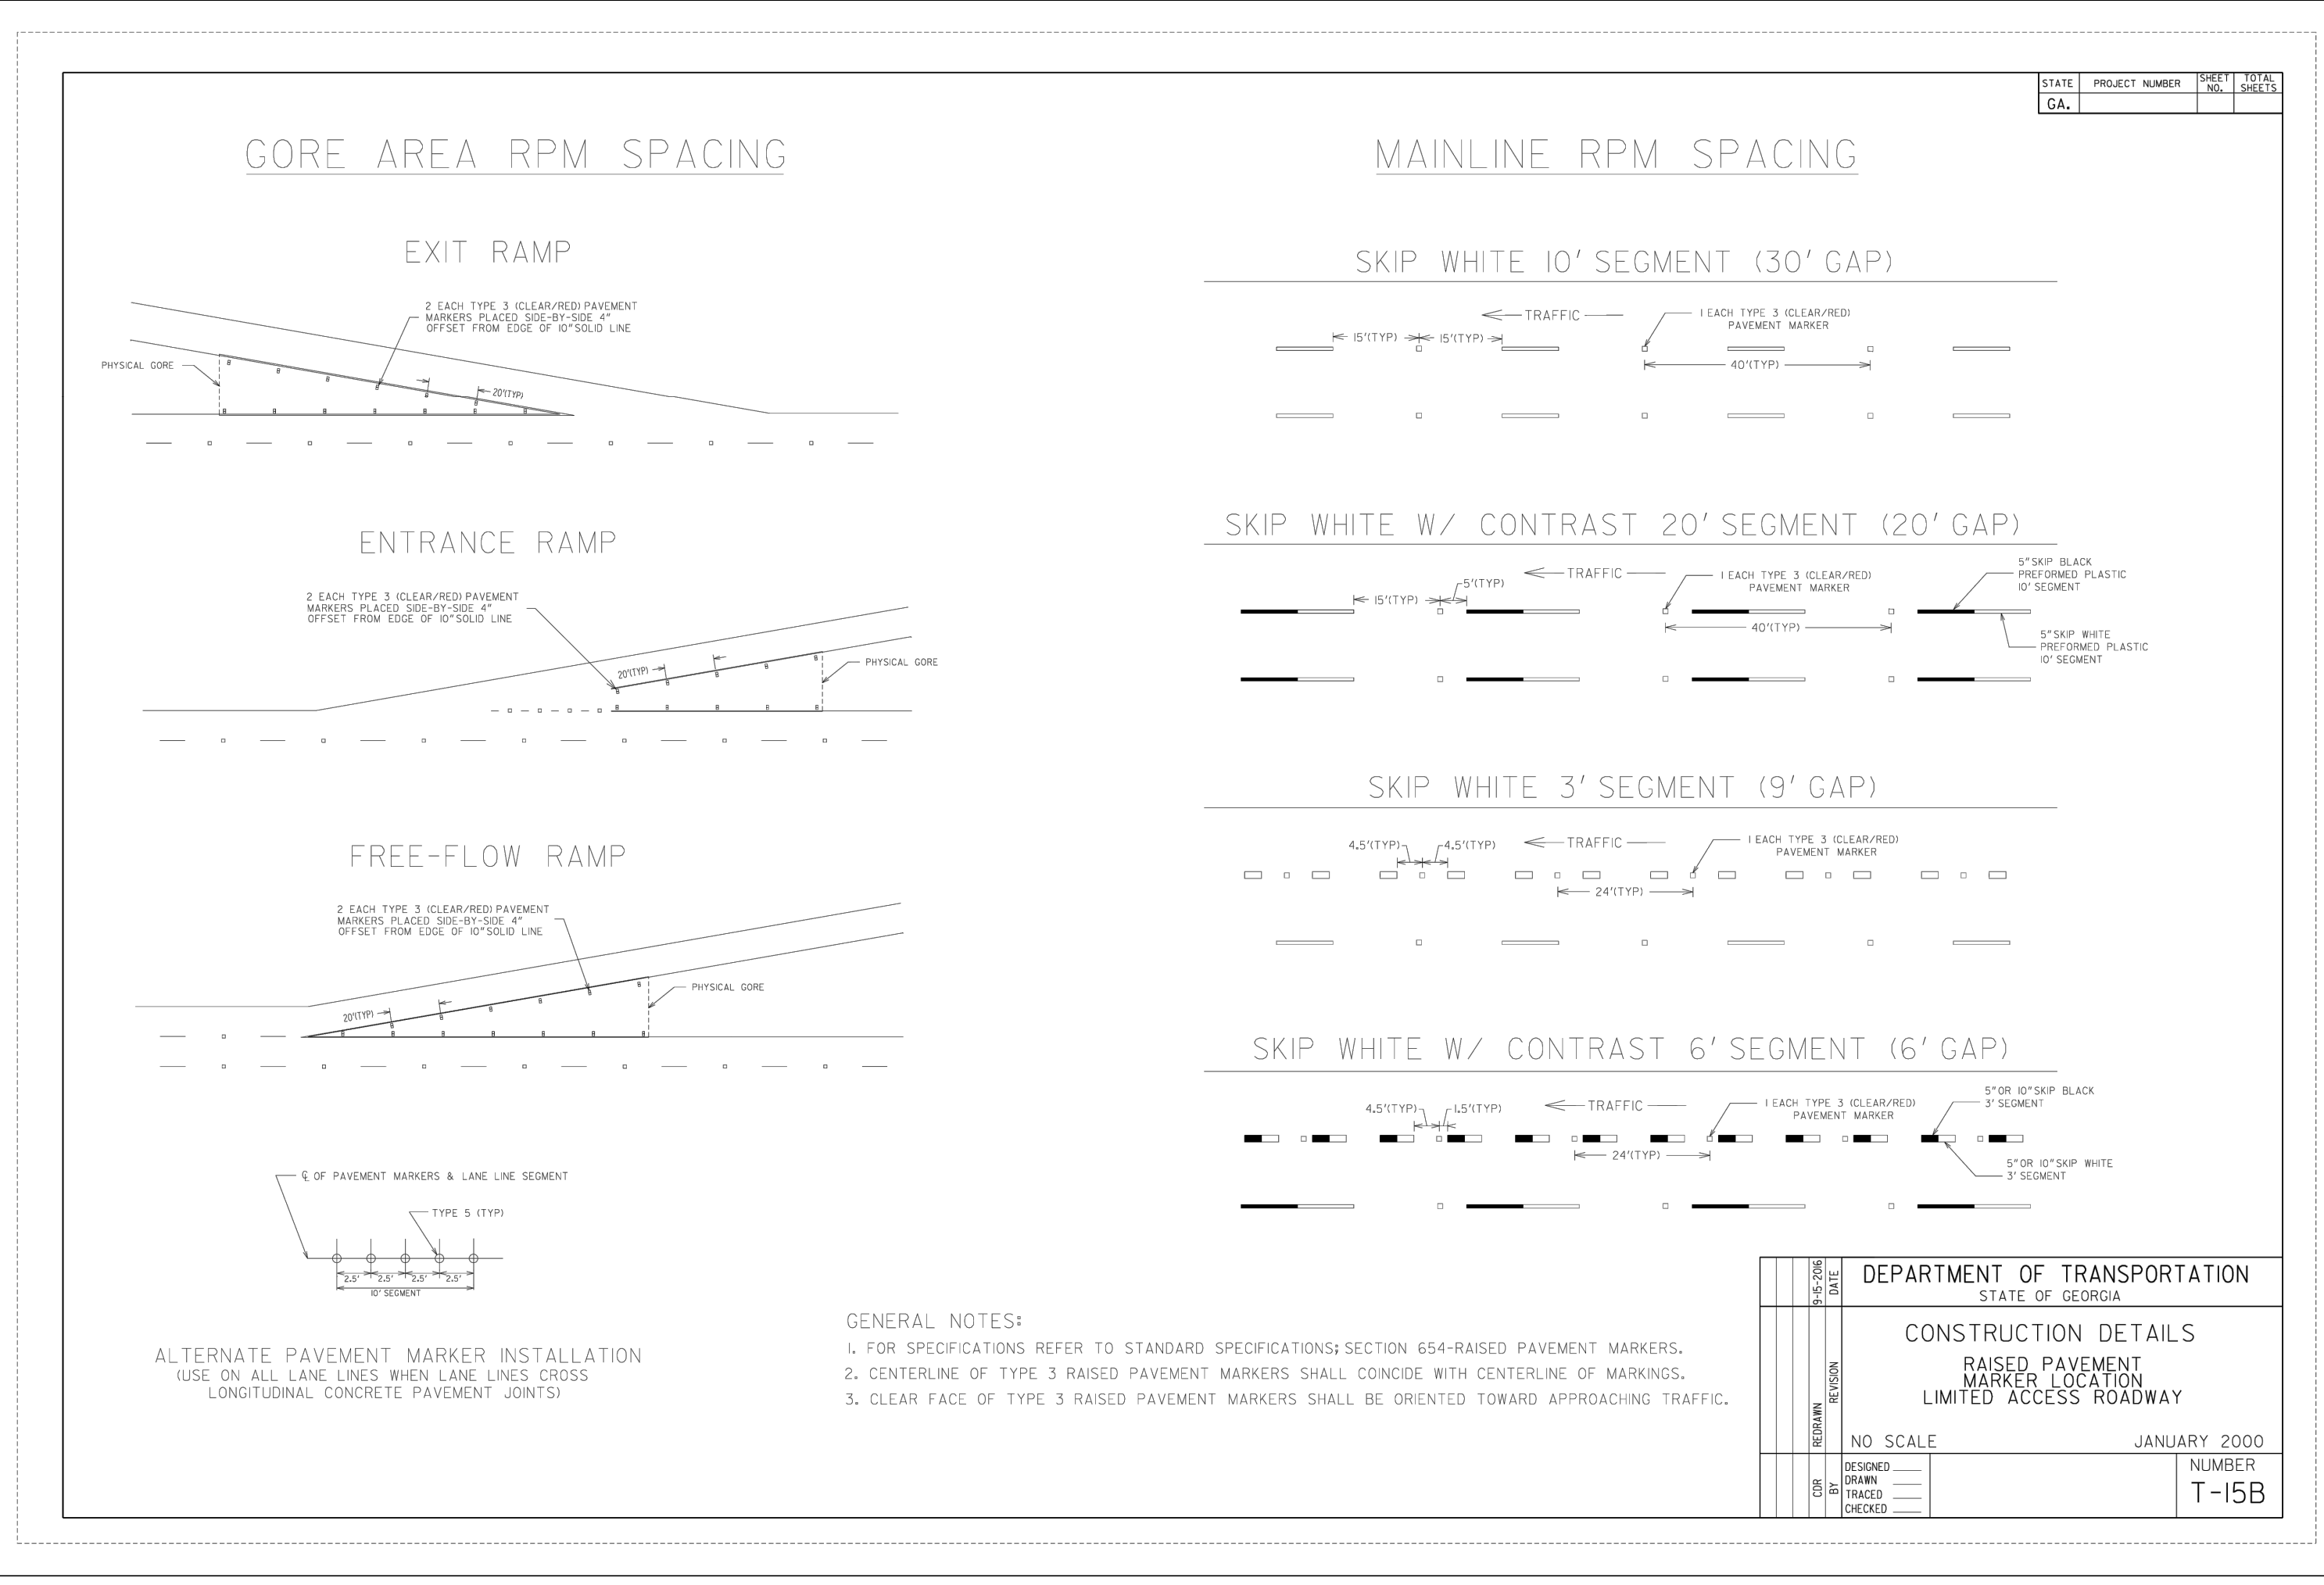 STATE
PROJECT NUMBER
SHEET NO.
TOTAL SHEETS
GA.
GORE AREA RPM SPACING
EXIT RAMP
2 EACH TYPE 3 (CLEAR/RED) PAVEMENT
MARKERS PLACED SIDE-BY-SIDE 4"
OFFSET FROM EDGE OF 10" SOLID LINE
PHYSICAL GORE
20'(TYP)
ENTRANCE RAMP
2 EACH TYPE 3 (CLEAR/RED) PAVEMENT
MARKERS PLACED SIDE-BY-SIDE 4"
OFFSET FROM EDGE OF 10" SOLID LINE
20'(TYP)
PHYSICAL GORE
FREE-FLOW RAMP
2 EACH TYPE 3 (CLEAR/RED) PAVEMENT
MARKERS PLACED SIDE-BY-SIDE 4"
OFFSET FROM EDGE OF 10" SOLID LINE
PHYSICAL GORE
20'(TYP)
℄ OF PAVEMENT MARKERS & LANE LINE SEGMENT
TYPE 5 (TYP)
2.5' 2.5' 2.5' 2.5'
10' SEGMENT
ALTERNATE PAVEMENT MARKER INSTALLATION
(USE ON ALL LANE LINES WHEN LANE LINES CROSS
LONGITUDINAL CONCRETE PAVEMENT JOINTS)
MAINLINE RPM SPACING
SKIP WHITE 10' SEGMENT (30' GAP)
TRAFFIC
1 EACH TYPE 3 (CLEAR/RED)
PAVEMENT MARKER
15'(TYP) 15'(TYP)
40'(TYP)
SKIP WHITE W/ CONTRAST 20' SEGMENT (20' GAP)
5" SKIP BLACK
PREFORMED PLASTIC
10' SEGMENT
TRAFFIC
1 EACH TYPE 3 (CLEAR/RED)
PAVEMENT MARKER
5'(TYP)
15'(TYP)
40'(TYP)
5" SKIP WHITE
PREFORMED PLASTIC
10' SEGMENT
SKIP WHITE 3' SEGMENT (9' GAP)
4.5'(TYP) 4.5'(TYP)
TRAFFIC
1 EACH TYPE 3 (CLEAR/RED)
PAVEMENT MARKER
24'(TYP)
SKIP WHITE W/ CONTRAST 6' SEGMENT (6' GAP)
5" OR 10" SKIP BLACK
3' SEGMENT
4.5'(TYP) 1.5'(TYP)
TRAFFIC
1 EACH TYPE 3 (CLEAR/RED)
PAVEMENT MARKER
24'(TYP)
5" OR 10" SKIP WHITE
3' SEGMENT
GENERAL NOTES:
1. FOR SPECIFICATIONS REFER TO STANDARD SPECIFICATIONS; SECTION 654-RAISED PAVEMENT MARKERS.
2. CENTERLINE OF TYPE 3 RAISED PAVEMENT MARKERS SHALL COINCIDE WITH CENTERLINE OF MARKINGS.
3. CLEAR FACE OF TYPE 3 RAISED PAVEMENT MARKERS SHALL BE ORIENTED TOWARD APPROACHING TRAFFIC.
9-15-2016
DATE
REDRAWN
REVISION
CDR
BY
DEPARTMENT OF TRANSPORTATION
STATE OF GEORGIA
CONSTRUCTION DETAILS
RAISED PAVEMENT
MARKER LOCATION
LIMITED ACCESS ROADWAY
NO SCALE
JANUARY 2000
DESIGNED
DRAWN
TRACED
CHECKED
NUMBER
T-15B